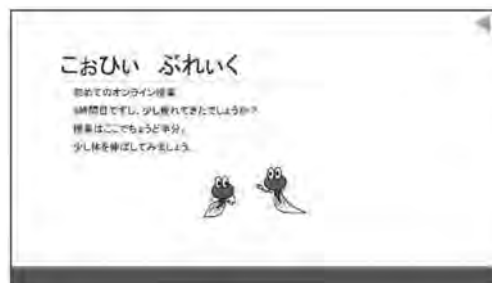 こぉひい　ぶれいく
初めてのオンライン授業
5時間目ですし、少し疲れてきたでしょうか？
授業はここでちょうど半分。
少し体を伸ばしてみましょう。